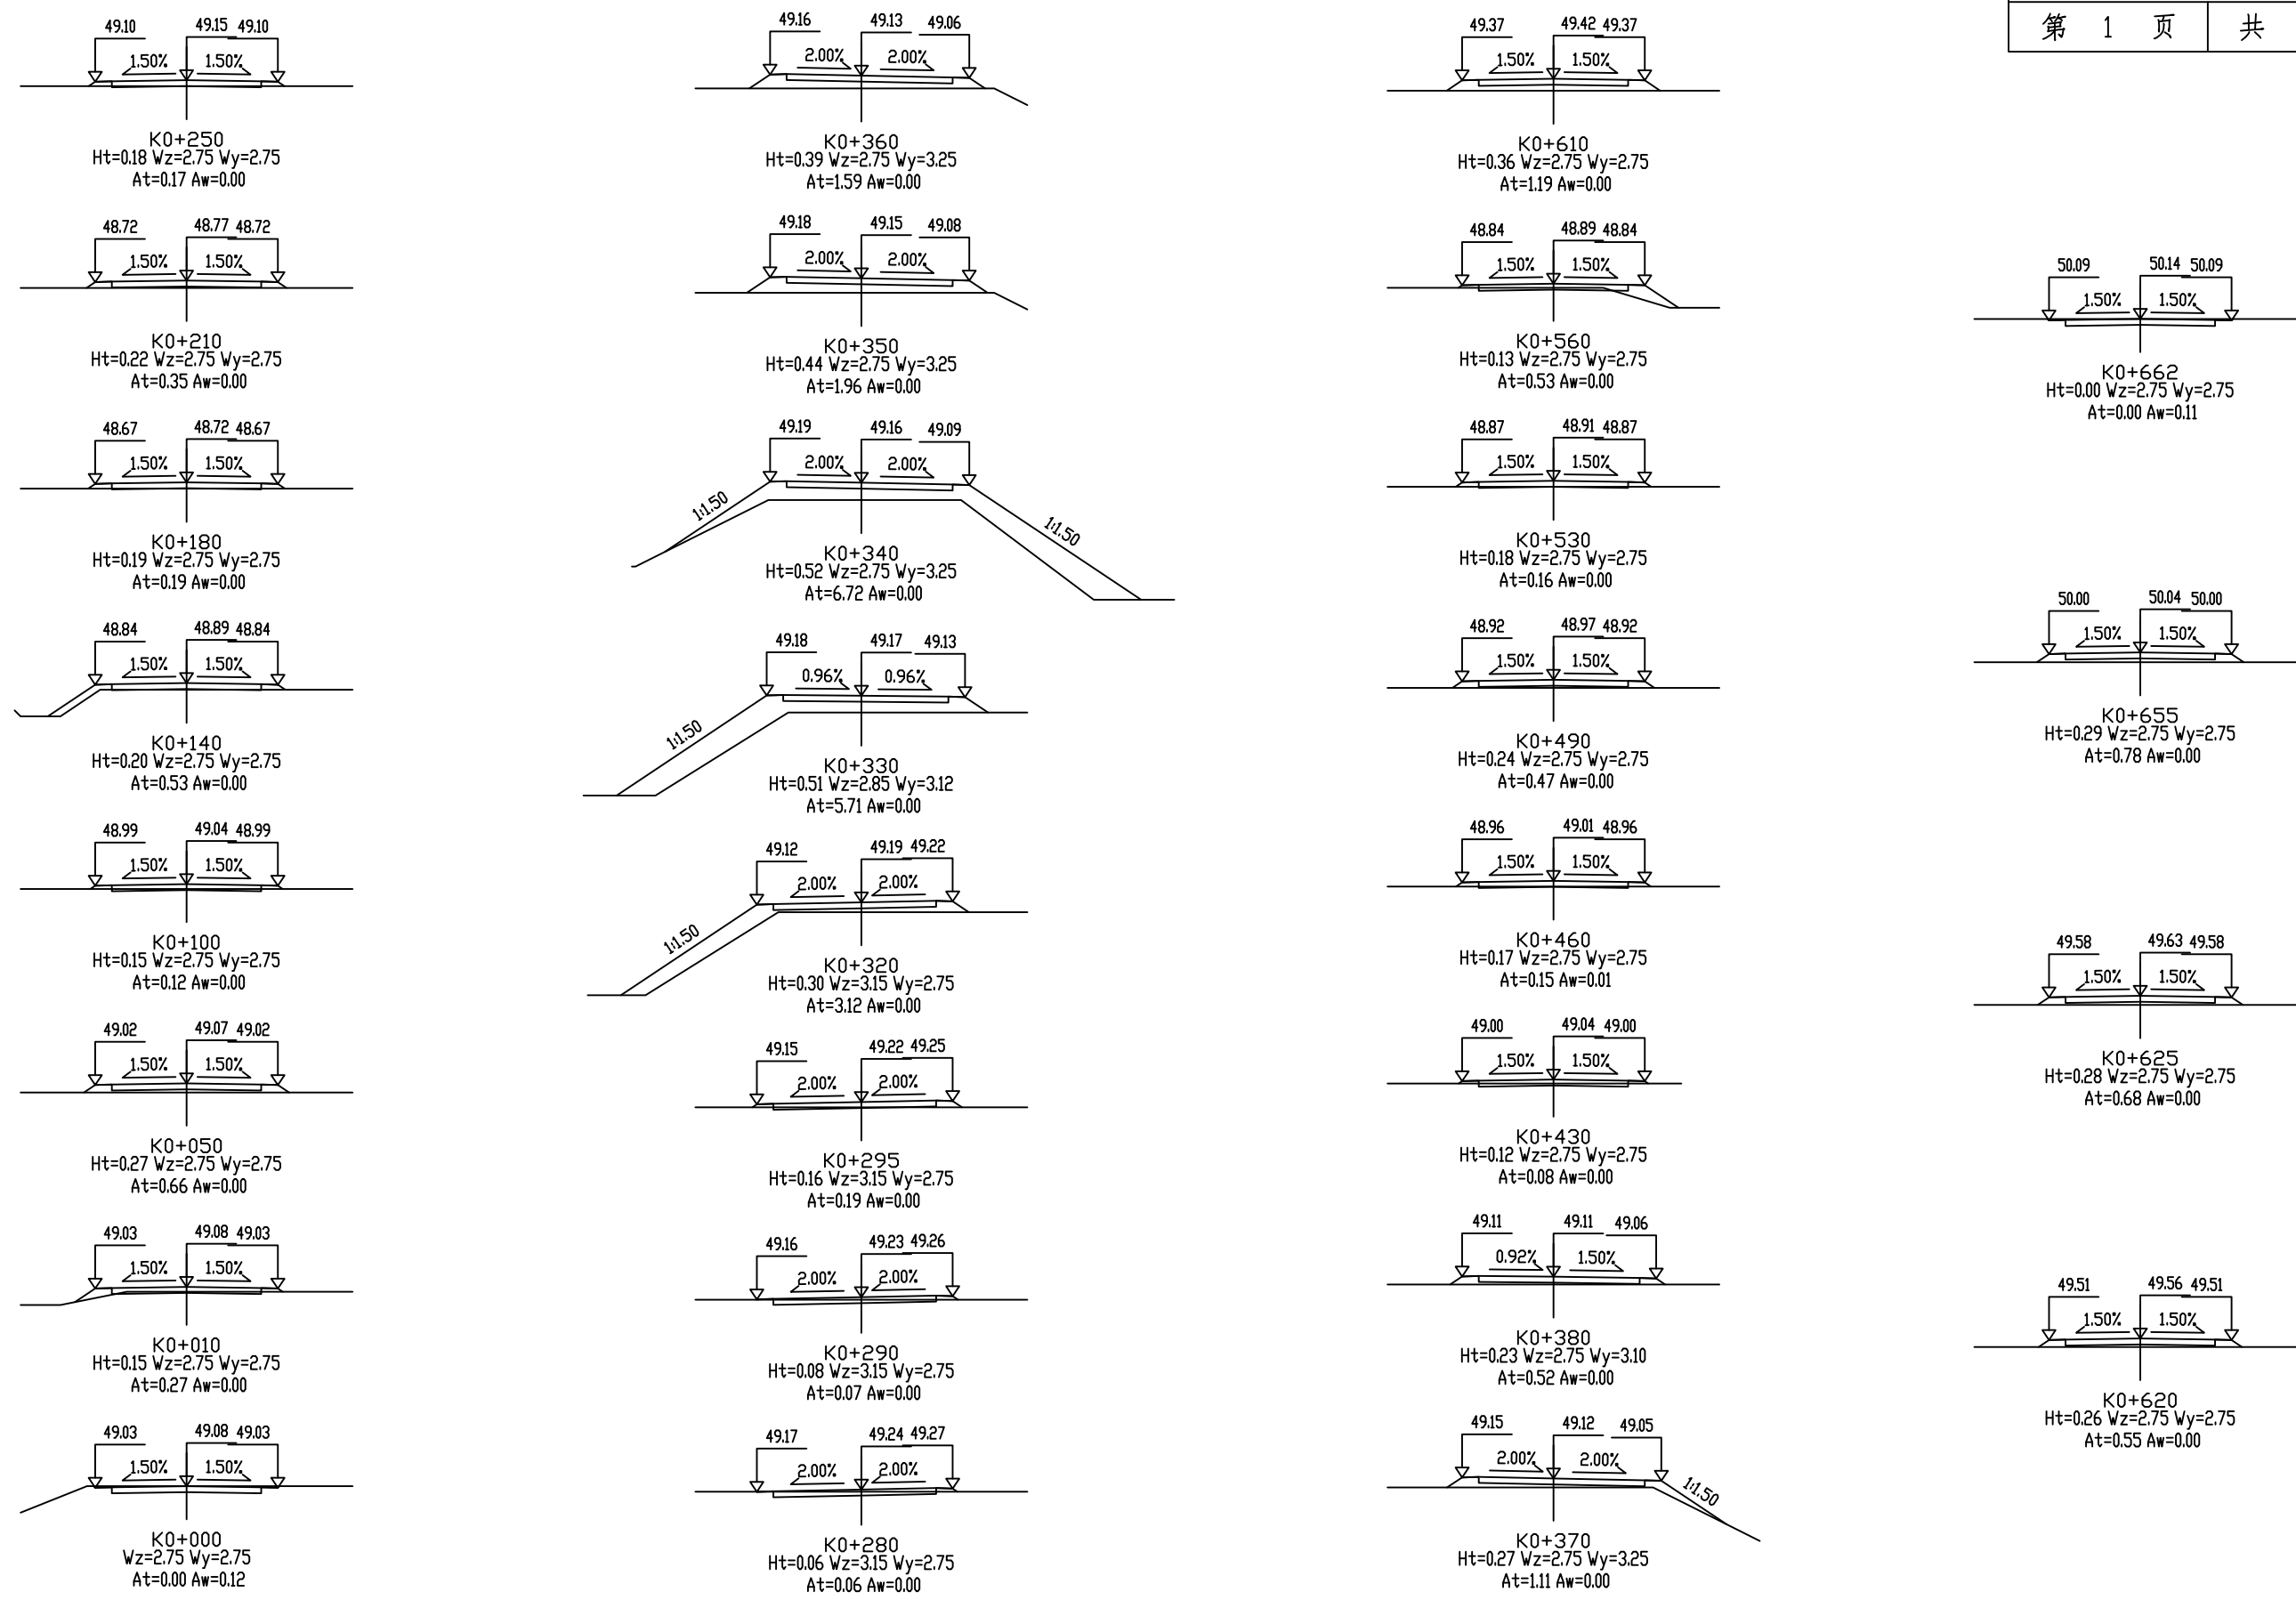 49.10 49.15 49.10
1.50% 1.50%
K0+250
Ht=0.18 Wz=2.75 Wy=2.75
At=0.17 Aw=0.00
48.72 48.77 48.72
1.50% 1.50%
K0+210
Ht=0.22 Wz=2.75 Wy=2.75
At=0.35 Aw=0.00
48.67 48.72 48.67
1.50% 1.50%
K0+180
Ht=0.19 Wz=2.75 Wy=2.75
At=0.19 Aw=0.00
48.84 48.89 48.84
1.50% 1.50%
K0+140
Ht=0.20 Wz=2.75 Wy=2.75
At=0.53 Aw=0.00
48.99 49.04 48.99
1.50% 1.50%
K0+100
Ht=0.15 Wz=2.75 Wy=2.75
At=0.12 Aw=0.00
49.02 49.07 49.02
1.50% 1.50%
K0+050
Ht=0.27 Wz=2.75 Wy=2.75
At=0.66 Aw=0.00
49.03 49.08 49.03
1.50% 1.50%
K0+010
Ht=0.15 Wz=2.75 Wy=2.75
At=0.27 Aw=0.00
49.03 49.08 49.03
1.50% 1.50%
K0+000
Wz=2.75 Wy=2.75
At=0.00 Aw=0.12
49.16 49.13 49.06
2.00% 2.00%
K0+360
Ht=0.39 Wz=2.75 Wy=3.25
At=1.59 Aw=0.00
49.18 49.15 49.08
2.00% 2.00%
K0+350
Ht=0.44 Wz=2.75 Wy=3.25
At=1.96 Aw=0.00
49.19 49.16 49.09
2.00% 2.00%
1:1.50 1:1.50
K0+340
Ht=0.52 Wz=2.75 Wy=3.25
At=6.72 Aw=0.00
49.18 49.17 49.13
0.96% 0.96%
1:1.50
K0+330
Ht=0.51 Wz=2.85 Wy=3.12
At=5.71 Aw=0.00
49.12 49.19 49.22
2.00% 2.00%
1:1.50
K0+320
Ht=0.30 Wz=3.15 Wy=2.75
At=3.12 Aw=0.00
49.15 49.22 49.25
2.00% 2.00%
K0+295
Ht=0.16 Wz=3.15 Wy=2.75
At=0.19 Aw=0.00
49.16 49.23 49.26
2.00% 2.00%
K0+290
Ht=0.08 Wz=3.15 Wy=2.75
At=0.07 Aw=0.00
49.17 49.24 49.27
2.00% 2.00%
K0+280
Ht=0.06 Wz=3.15 Wy=2.75
At=0.06 Aw=0.00
49.37 49.42 49.37
1.50% 1.50%
K0+610
Ht=0.36 Wz=2.75 Wy=2.75
At=1.19 Aw=0.00
48.84 48.89 48.84
1.50% 1.50%
K0+560
Ht=0.13 Wz=2.75 Wy=2.75
At=0.53 Aw=0.00
48.87 48.91 48.87
1.50% 1.50%
K0+530
Ht=0.18 Wz=2.75 Wy=2.75
At=0.16 Aw=0.00
48.92 48.97 48.92
1.50% 1.50%
K0+490
Ht=0.24 Wz=2.75 Wy=2.75
At=0.47 Aw=0.00
48.96 49.01 48.96
1.50% 1.50%
K0+460
Ht=0.17 Wz=2.75 Wy=2.75
At=0.15 Aw=0.01
49.00 49.04 49.00
1.50% 1.50%
K0+430
Ht=0.12 Wz=2.75 Wy=2.75
At=0.08 Aw=0.00
49.11 49.11 49.06
0.92% 1.50%
K0+380
Ht=0.23 Wz=2.75 Wy=3.10
At=0.52 Aw=0.00
49.15 49.12 49.05
2.00% 2.00%
1:1.50
K0+370
Ht=0.27 Wz=2.75 Wy=3.25
At=1.11 Aw=0.00
第 1 页 共
50.09 50.14 50.09
1.50% 1.50%
K0+662
Ht=0.00 Wz=2.75 Wy=2.75
At=0.00 Aw=0.11
50.00 50.04 50.00
1.50% 1.50%
K0+655
Ht=0.29 Wz=2.75 Wy=2.75
At=0.78 Aw=0.00
49.58 49.63 49.58
1.50% 1.50%
K0+625
Ht=0.28 Wz=2.75 Wy=2.75
At=0.68 Aw=0.00
49.51 49.56 49.51
1.50% 1.50%
K0+620
Ht=0.26 Wz=2.75 Wy=2.75
At=0.55 Aw=0.00